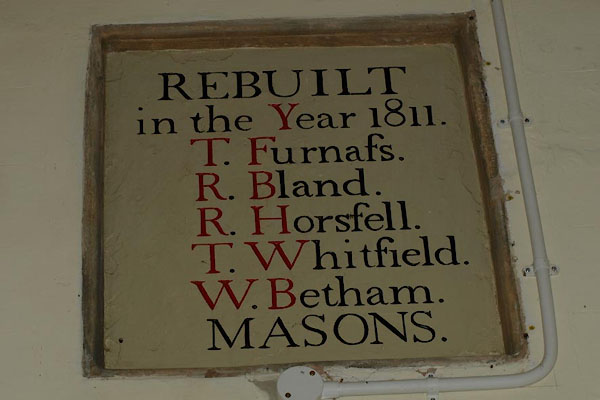 REBUILT
in the Year 1811.
T. Furnafs.
R. Bland.
R. Horsfell.
T. Whitfield.
W. Betham.
MASONS.